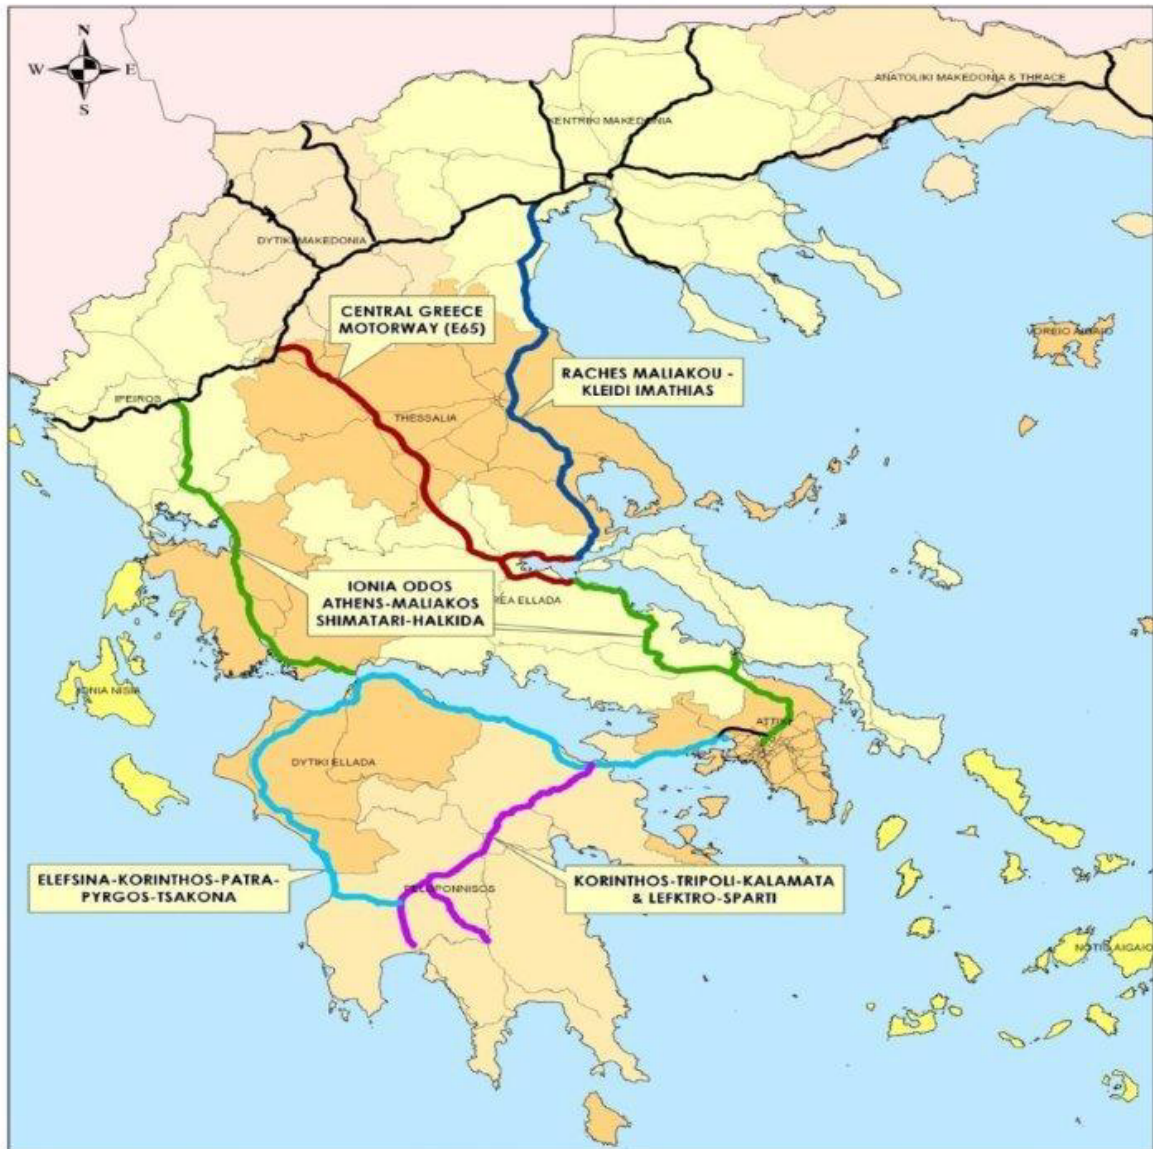 N
W E
S
ANATOLIKI MAKEDONIA & THRACE
KENTRIKI MAKEDONIA
DYTIKI MAKEDONIA
CENTRAL GREECE
MOTORWAY (E65)
VOREIO AIGAIO
RACHES MALIAKOU -
KLEIDI IMATHIAS
IPEIROS
THESSALIA
IONIA ODOS
ATHENS-MALIAKOS
SHIMATARI-HALKIDA
REA ELLADA
IONIA NISIA
ATTIKI
DYTIKI ELLADA
ELEFSINA-KORINTHOS-PATRA-
PYRGOS-TSAKONA
PELOPONNISOS
KORINTHOS-TRIPOLI-KALAMATA
& LEFKTRO-SPARTI
NOTIO AIGAIO